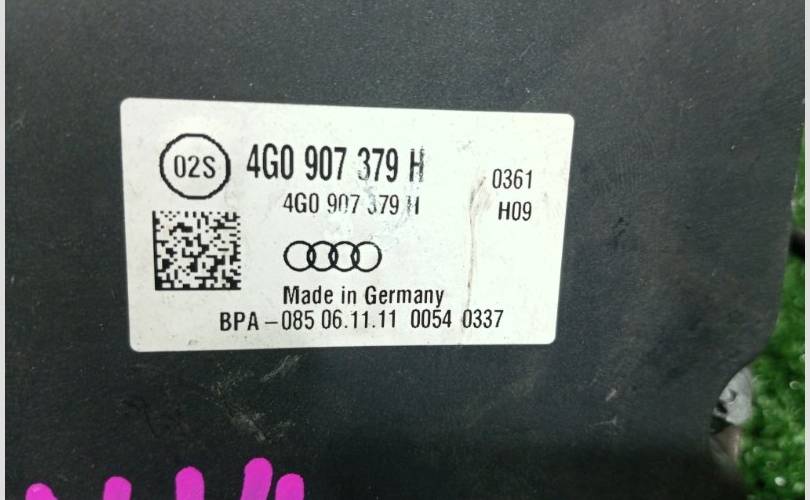 02S 4G0 907 379 H
4G0 907 379 H
0361
H09
Made in Germany
BPA-085 06.11.11 0054 0337